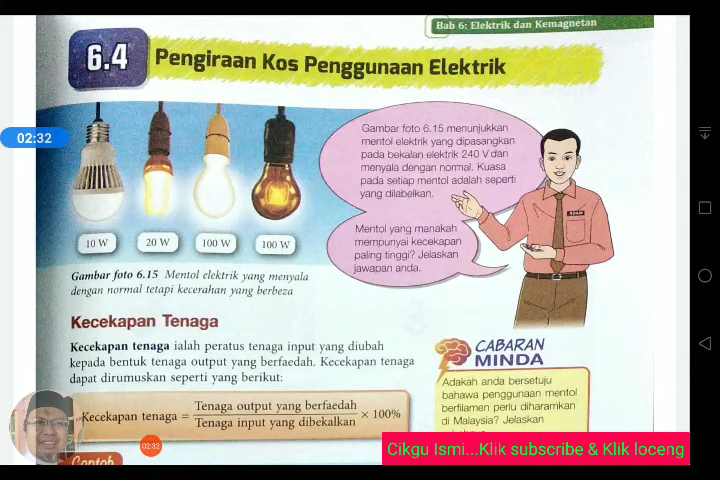 Bab 6: Elektrik dan Kemagnetan
6.4 Pengiraan Kos Penggunaan Elektrik
02:32
Gambar foto 6.15 menunjukkan
mentol elektrik yang dipasangkan
pada bekalan elektrik 240 V dan
menyala dengan normal. Kuasa
pada setiap mentol adalah seperti
yang dilabelkan.
Mentol yang manakah
mempunyai kecekapan
paling tinggi? Jelaskan
jawapan anda.
ADAM
10 W 20 W 100 W 100 W
Gambar foto 6.15 Mentol elektrik yang menyala
dengan normal tetapi kecerahan yang berbeza
Kecekapan Tenaga
Kecekapan tenaga ialah peratus tenaga input yang diubah
kepada bentuk tenaga output yang berfaedah. Kecekapan tenaga
dapat dirumuskan seperti yang berikut:
Kecekapan tenaga = Tenaga output yang berfaedah / Tenaga input yang dibekalkan × 100%
CABARAN
MINDA
Adakah anda bersetuju
bahawa penggunaan mentol
berfilamen perlu diharamkan
di Malaysia? Jelaskan
02:32
Contoh
Cikgu Ismi...Klik subscribe & Klik loceng